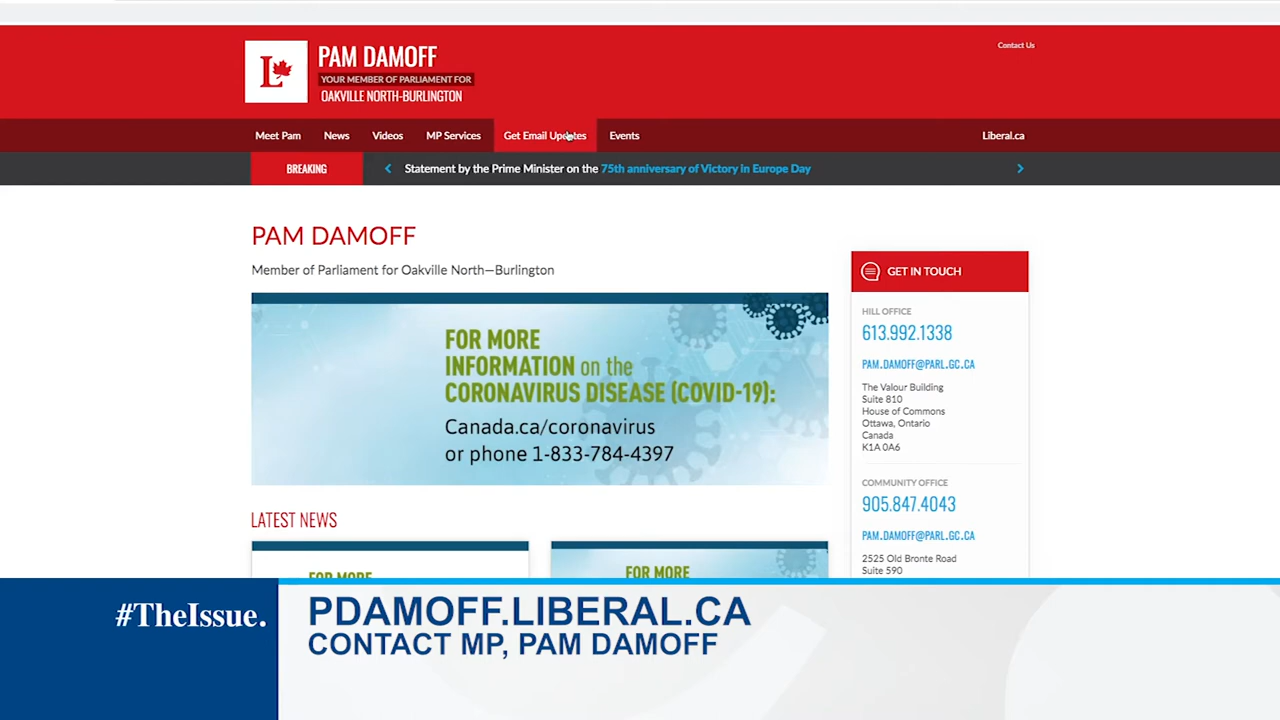 L
PAM DAMOFF
YOUR MEMBER OF PARLIAMENT FOR
OAKVILLE NORTH-BURLINGTON
Contact Us
Meet Pam News Videos MP Services Get Email Updates Events Liberal.ca
BREAKING
Statement by the Prime Minister on the 75th anniversary of Victory in Europe Day
PAM DAMOFF
Member of Parliament for Oakville North—Burlington
FOR MORE
INFORMATION on the
CORONAVIRUS DISEASE (COVID-19):
Canada.ca/coronavirus
or phone 1-833-784-4397
LATEST NEWS
FOR MORE
FOR MORE
GET IN TOUCH
HILL OFFICE
613.992.1338
PAM.DAMOFF@PARL.GC.CA
The Valour Building
Suite 810
House of Commons
Ottawa, Ontario
Canada
K1A 0A6
COMMUNITY OFFICE
905.847.4043
PAM.DAMOFF@PARL.GC.CA
2525 Old Bronte Road
Suite 590
#TheIssue.
PDAMOFF.LIBERAL.CA
CONTACT MP, PAM DAMOFF